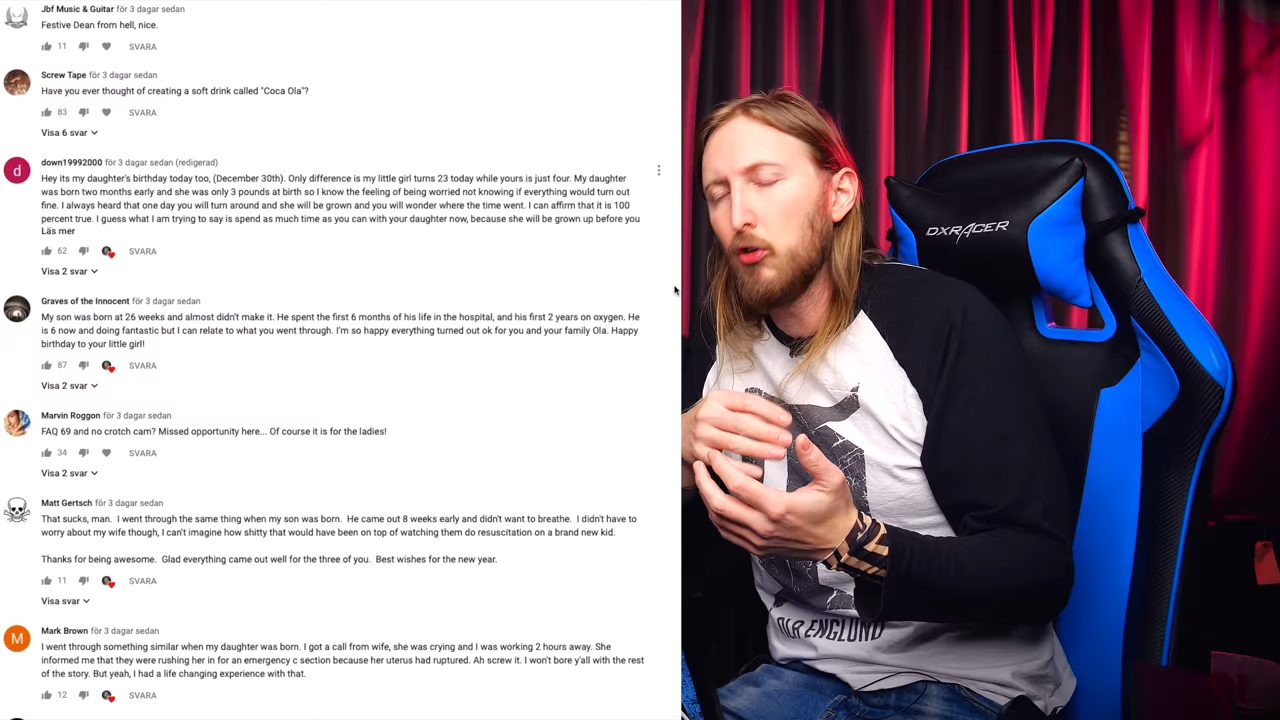 Jbf Music & Guitar för 3 dagar sedan
Festive Dean from hell, nice.
11 SVARA
Screw Tape för 3 dagar sedan
Have you ever thought of creating a soft drink called "Coca Ola"?
83 SVARA
Visa 6 svar
d
down19992000 för 3 dagar sedan (redigerad)
Hey its my daughter's birthday today too, (December 30th). Only difference is my little girl turns 23 today while yours is just four. My daughter
was born two months early and she was only 3 pounds at birth so I know the feeling of being worried not knowing if everything would turn out
fine. I always heard that one day you will turn around and she will be grown and you will wonder where the time went. I can affirm that it is 100
percent true. I guess what I am trying to say is spend as much time as you can with your daughter now, because she will be grown up before you
Läs mer
62 SVARA
Visa 2 svar
Graves of the Innocent för 3 dagar sedan
My son was born at 26 weeks and almost didn't make it. He spent the first 6 months of his life in the hospital, and his first 2 years on oxygen. He
is 6 now and doing fantastic but I can relate to what you went through. I'm so happy everything turned out ok for you and your family Ola. Happy
birthday to your little girl!
87 SVARA
Visa 2 svar
Marvin Roggon för 3 dagar sedan
FAQ 69 and no crotch cam? Missed opportunity here... Of course it is for the ladies!
34 SVARA
Visa 2 svar
Matt Gertsch för 3 dagar sedan
That sucks, man. I went through the same thing when my son was born. He came out 8 weeks early and didn't want to breathe. I didn't have to
worry about my wife though, I can't imagine how shitty that would have been on top of watching them do resuscitation on a brand new kid.
Thanks for being awesome. Glad everything came out well for the three of you. Best wishes for the new year.
11 SVARA
Visa svar
M
Mark Brown för 3 dagar sedan
I went through something similar when my daughter was born. I got a call from wife, she was crying and I was working 2 hours away. She
informed me that they were rushing her in for an emergency c section because her uterus had ruptured. Ah screw it. I won't bore y'all with the rest
of the story. But yeah, I had a life changing experience with that.
12 SVARA
DXRACER
OLA ENGLUND